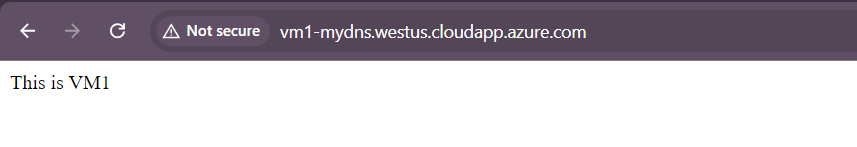 Not secure vm1-mydns.westus.cloudapp.azure.com
This is VM1